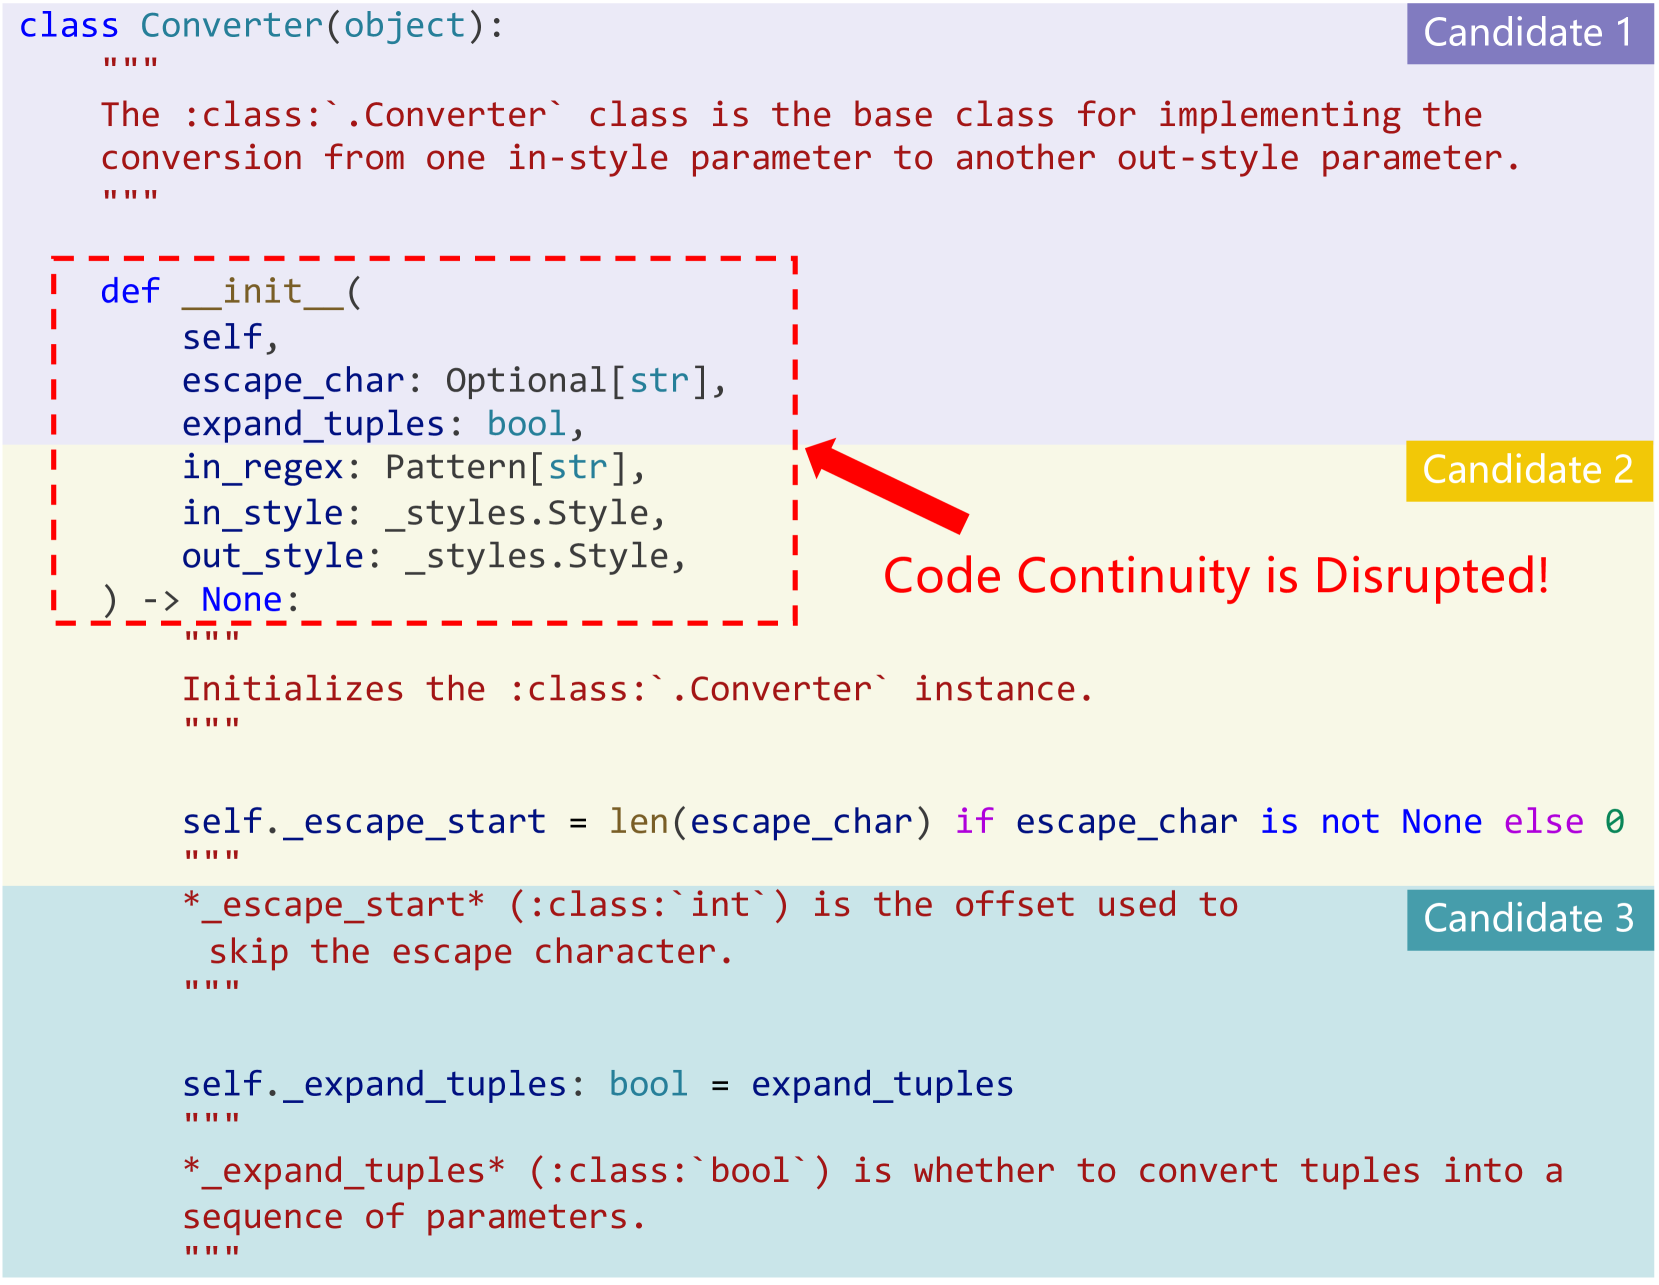 class Converter(object):
Candidate 1
"""
The :class:`.Converter` class is the base class for implementing the
conversion from one in-style parameter to another out-style parameter.
"""
def __init__(
self,
escape_char: Optional[str],
expand_tuples: bool,
in_regex: Pattern[str],
Candidate 2
in_style: _styles.Style,
out_style: _styles.Style,
Code Continuity is Disrupted!
) -> None:
"""
Initializes the :class:`.Converter` instance.
"""
self._escape_start = len(escape_char) if escape_char is not None else 0
"""
*_escape_start* (:class:`int`) is the offset used to
Candidate 3
skip the escape character.
"""
self._expand_tuples: bool = expand_tuples
"""
*_expand_tuples* (:class:`bool`) is whether to convert tuples into a
sequence of parameters.
"""